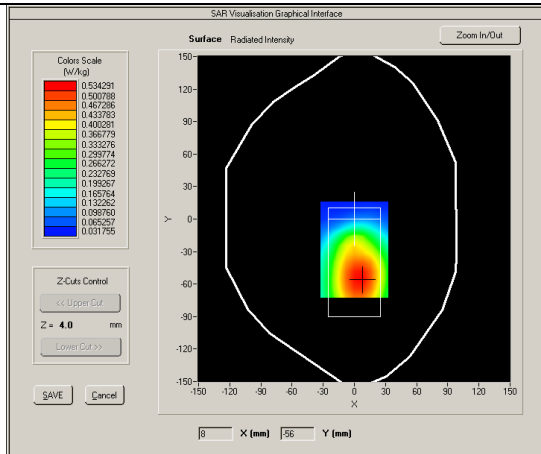 SAR Visualisation Graphical Interface
Surface Radiated Intensity
Zoom In/Out
Colors Scale
(W/kg)
0.534291
0.500788
0.467286
0.433783
0.400281
0.366779
0.333276
0.299774
0.266272
0.232769
0.199267
0.165764
0.132262
0.098760
0.065257
0.031755
Z-Cuts Control
<< Upper Cut
Z = 4.0 mm
Lower Cut >>
SAVE
Cancel
150
120
90
60
30
0
-30
-60
-90
-120
-150
Y
-150 -120 -90 -60 -30 0 30 60 90 120 150
X
8 X (mm) -56 Y (mm)